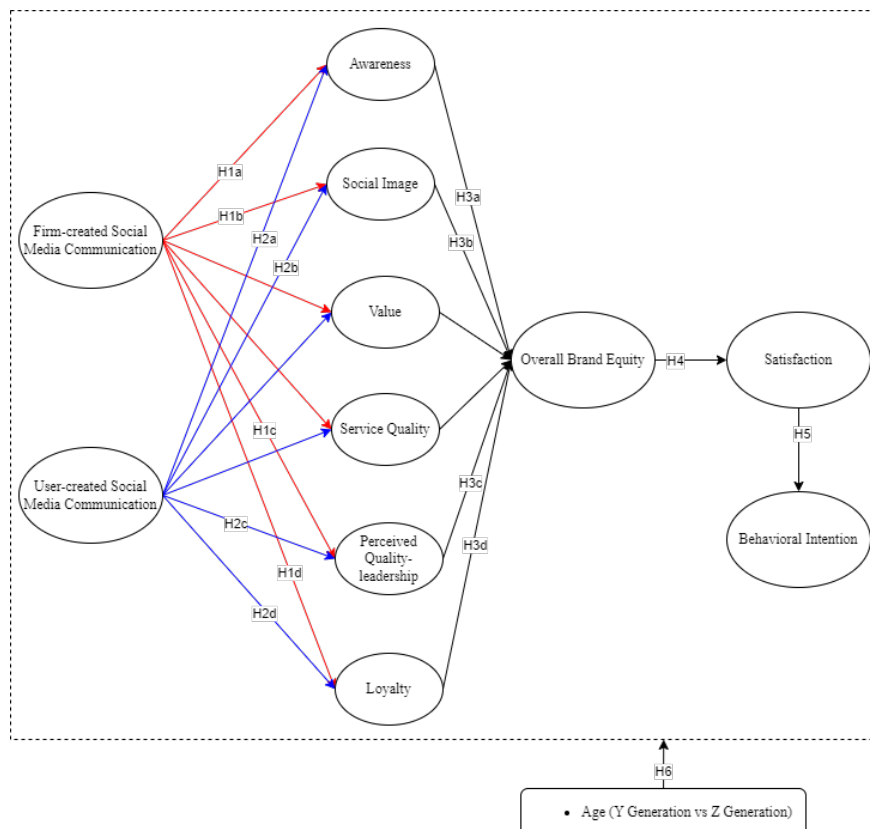 Awareness
H1a
Social Image
H3a
Firm-created Social
Media Communication
H1b
H2a
H3b
H2b
Value
Overall Brand Equity
H4
Satisfaction
H1c
Service Quality
H5
User-created Social
Media Communication
H2c
H3c
Perceived
Quality-
leadership
Behavioral Intention
H3d
H1d
H2d
Loyalty
H6
• Age (Y Generation vs Z Generation)